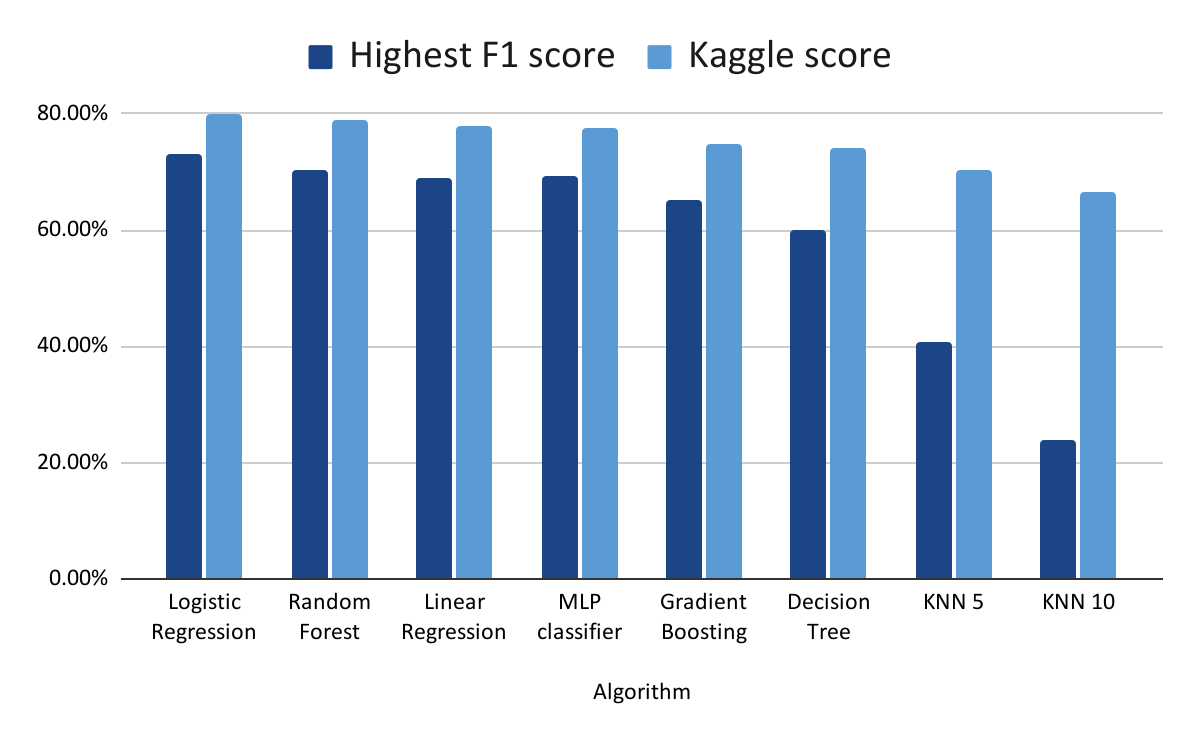 Highest F1 score Kaggle score
80.00%
60.00%
40.00%
20.00%
0.00%
Logistic Regression
Random Forest
Linear Regression
MLP classifier
Gradient Boosting
Decision Tree
KNN 5
KNN 10
Algorithm